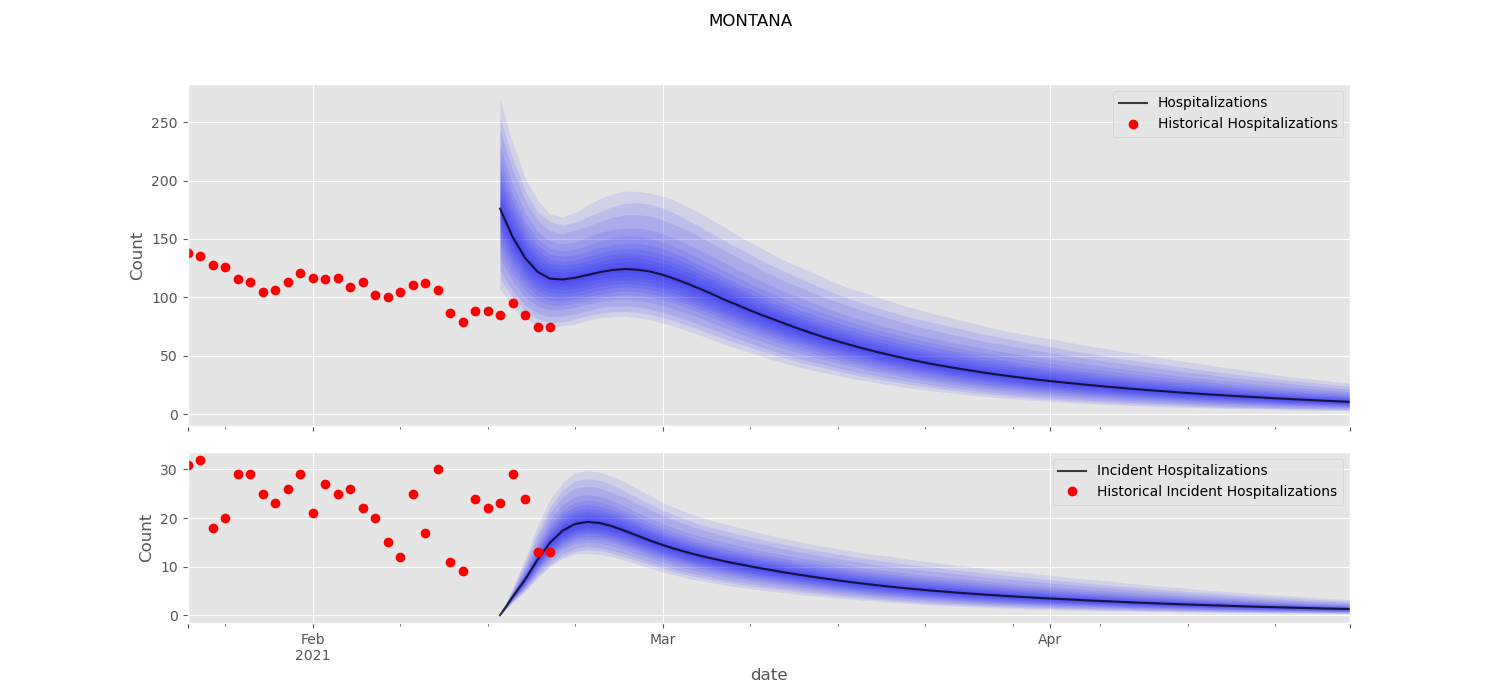 MONTANA
Hospitalizations
Historical Hospitalizations
250
200
150
100
50
0
Count
Incident Hospitalizations
Historical Incident Hospitalizations
30
20
10
0
Count
Feb
2021
Mar
Apr
date